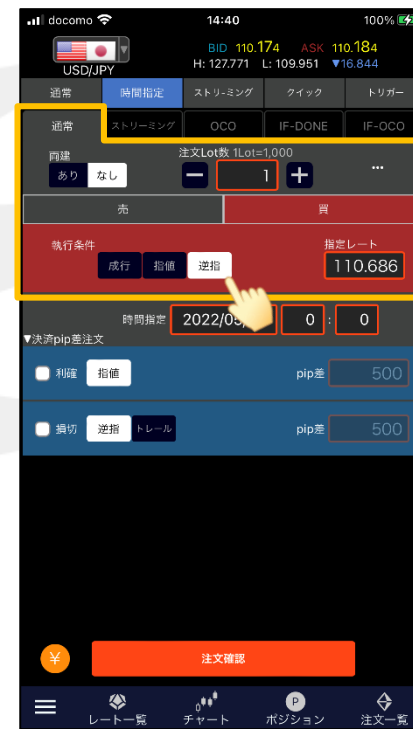 docomo 14:40 100%
BID 110.174 ASK 110.184
USD/JPY H: 127.771 L: 109.951 ▼16.844
通常 時間指定 ストリ-ミング クイック トリガー
通常 ストリーミング OCO IF-DONE IF-OCO
両建 注文Lot数 1Lot=1,000
あり なし 1 ...
売 買
執行条件 指定レート
成行 指値 逆指 110.686
時間指定 2022/05/ 0 : 0
▼決済pip差注文
利確 指値 pip差 500
損切 逆指 トレール pip差 500
¥ 注文確認
P
レート一覧 チャート ポジション 注文一覧